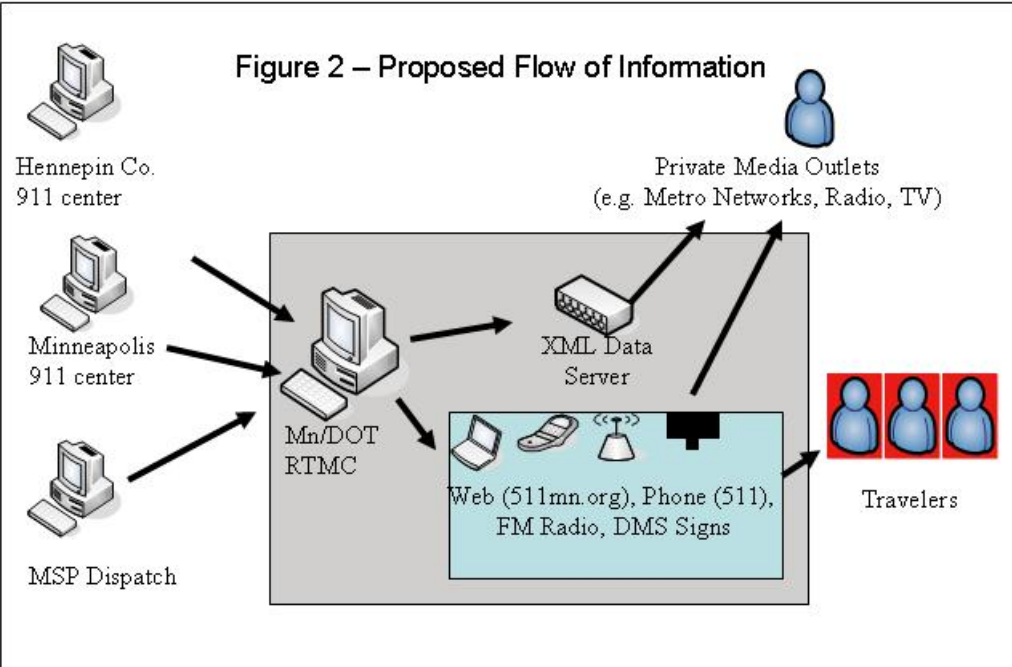 Figure 2 – Proposed Flow of Information
Hennepin Co.
911 center
Private Media Outlets
(e.g. Metro Networks, Radio, TV)
Minneapolis
911 center
XML Data
Server
Mn/DOT
RTMC
Web (511mn.org), Phone (511),
FM Radio, DMS Signs
Travelers
MSP Dispatch